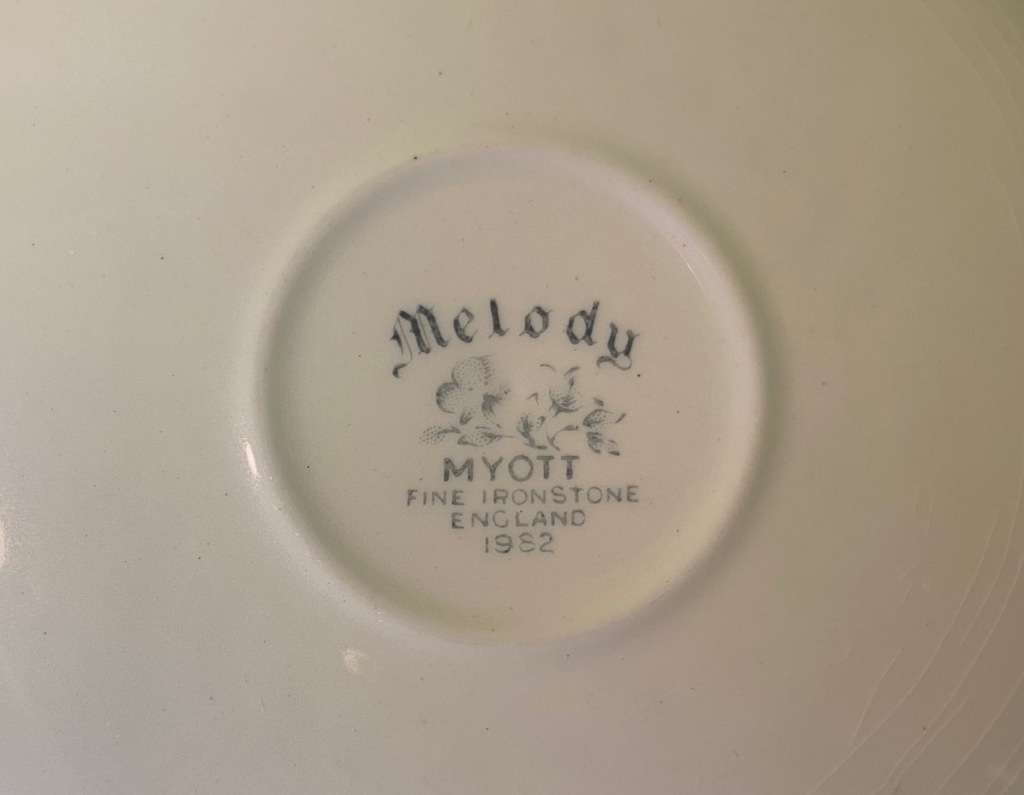 Melody
MYOTT
FINE IRONSTONE
ENGLAND
1982